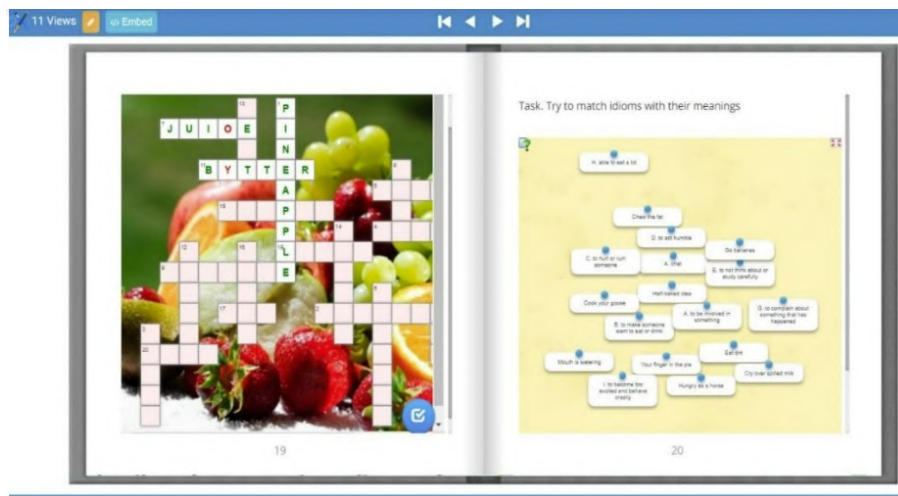 11 Views
</> Embed
PINEAPPLE
JUIOE
BYTTER
Task. Try to match idioms with their meanings
H. able to eat a lot
Chew the fat
D. to act humble
Go bananas
C. to hurt or ruin
someone
A. chat
E. to not think about or
study carefully
Half-baked idea
Cook your goose
A. to be involved in
something
G. to complain about
something that has
happened
B. to make someone
want to eat or drink
Eat dirt
Mouth is watering
Your finger in the pie
Cry over spilled milk
I. to become too
excited and behave
crazily
Hungry as a horse
19
20